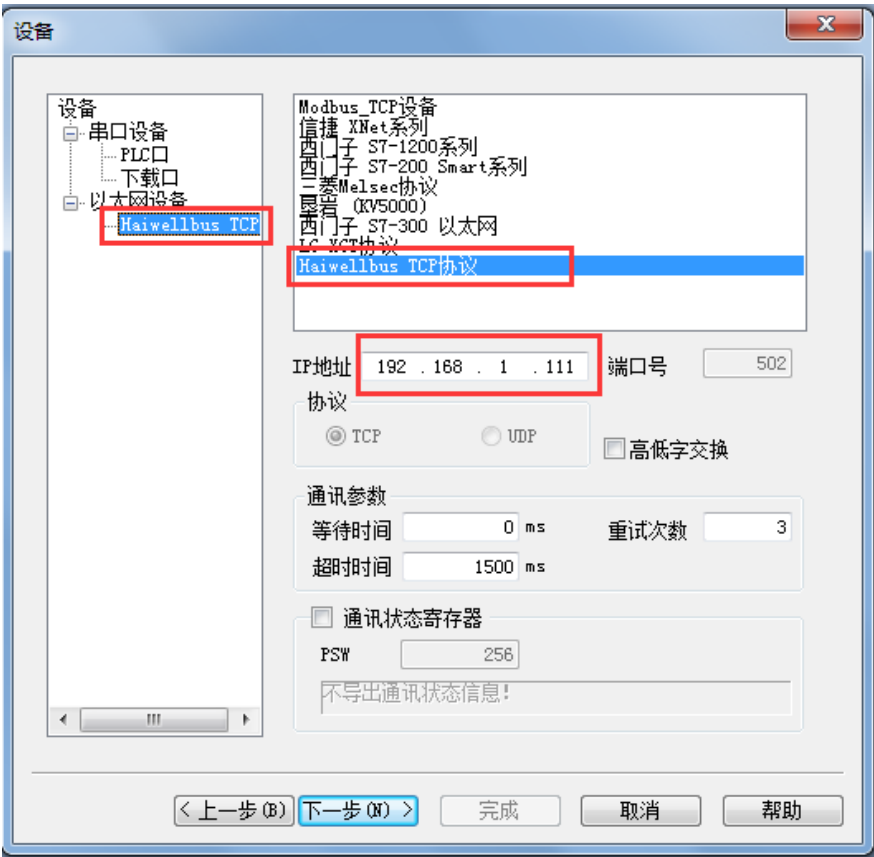 设备
设备
串口设备
PLC口
下载口
以太网设备
Haiwellbus TCP
Modbus_TCP设备
信捷 XNet系列
西门子 S7-1200系列
西门子 S7-200 Smart系列
三菱Melsec协议
基岩 (KV5000)
西门子 S7-300 以太网
LG XGT协议
Haiwellbus TCP协议
IP地址 192 . 168 . 1 . 111 端口号 502
协议
TCP UDP 高低字交换
通讯参数
等待时间 0 ms 重试次数 3
超时时间 1500 ms
通讯状态寄存器
PSW 256
不导出通讯状态信息!
< 上一步(B) 下一步(N) > 完成 取消 帮助